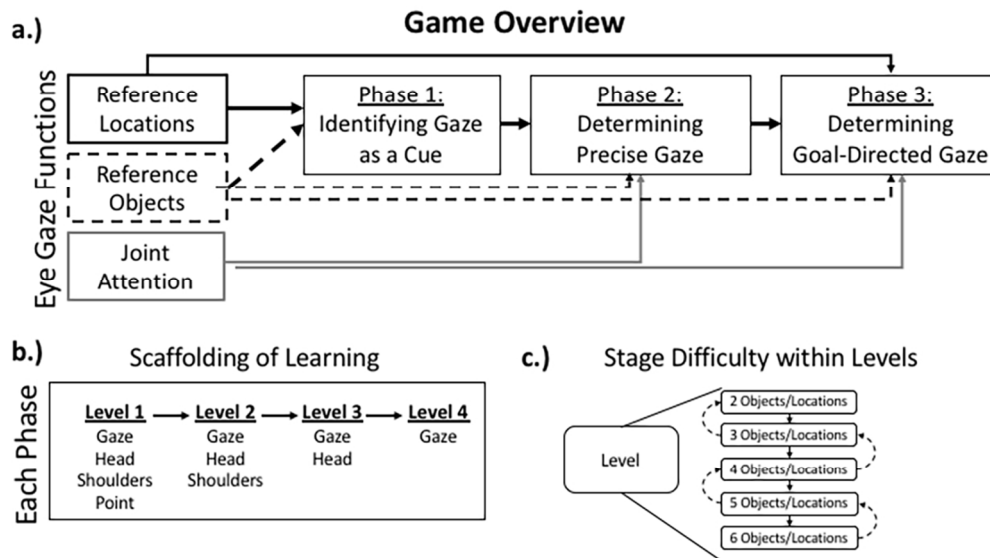 a.)
Game Overview
Eye Gaze Functions
Reference
Locations
Reference
Objects
Joint
Attention
Phase 1:
Identifying Gaze
as a Cue
Phase 2:
Determining
Precise Gaze
Phase 3:
Determining
Goal-Directed Gaze
b.)
Scaffolding of Learning
Each Phase
Level 1
Gaze
Head
Shoulders
Point
Level 2
Gaze
Head
Shoulders
Level 3
Gaze
Head
Level 4
Gaze
c.)
Stage Difficulty within Levels
Level
2 Objects/Locations
3 Objects/Locations
4 Objects/Locations
5 Objects/Locations
6 Objects/Locations